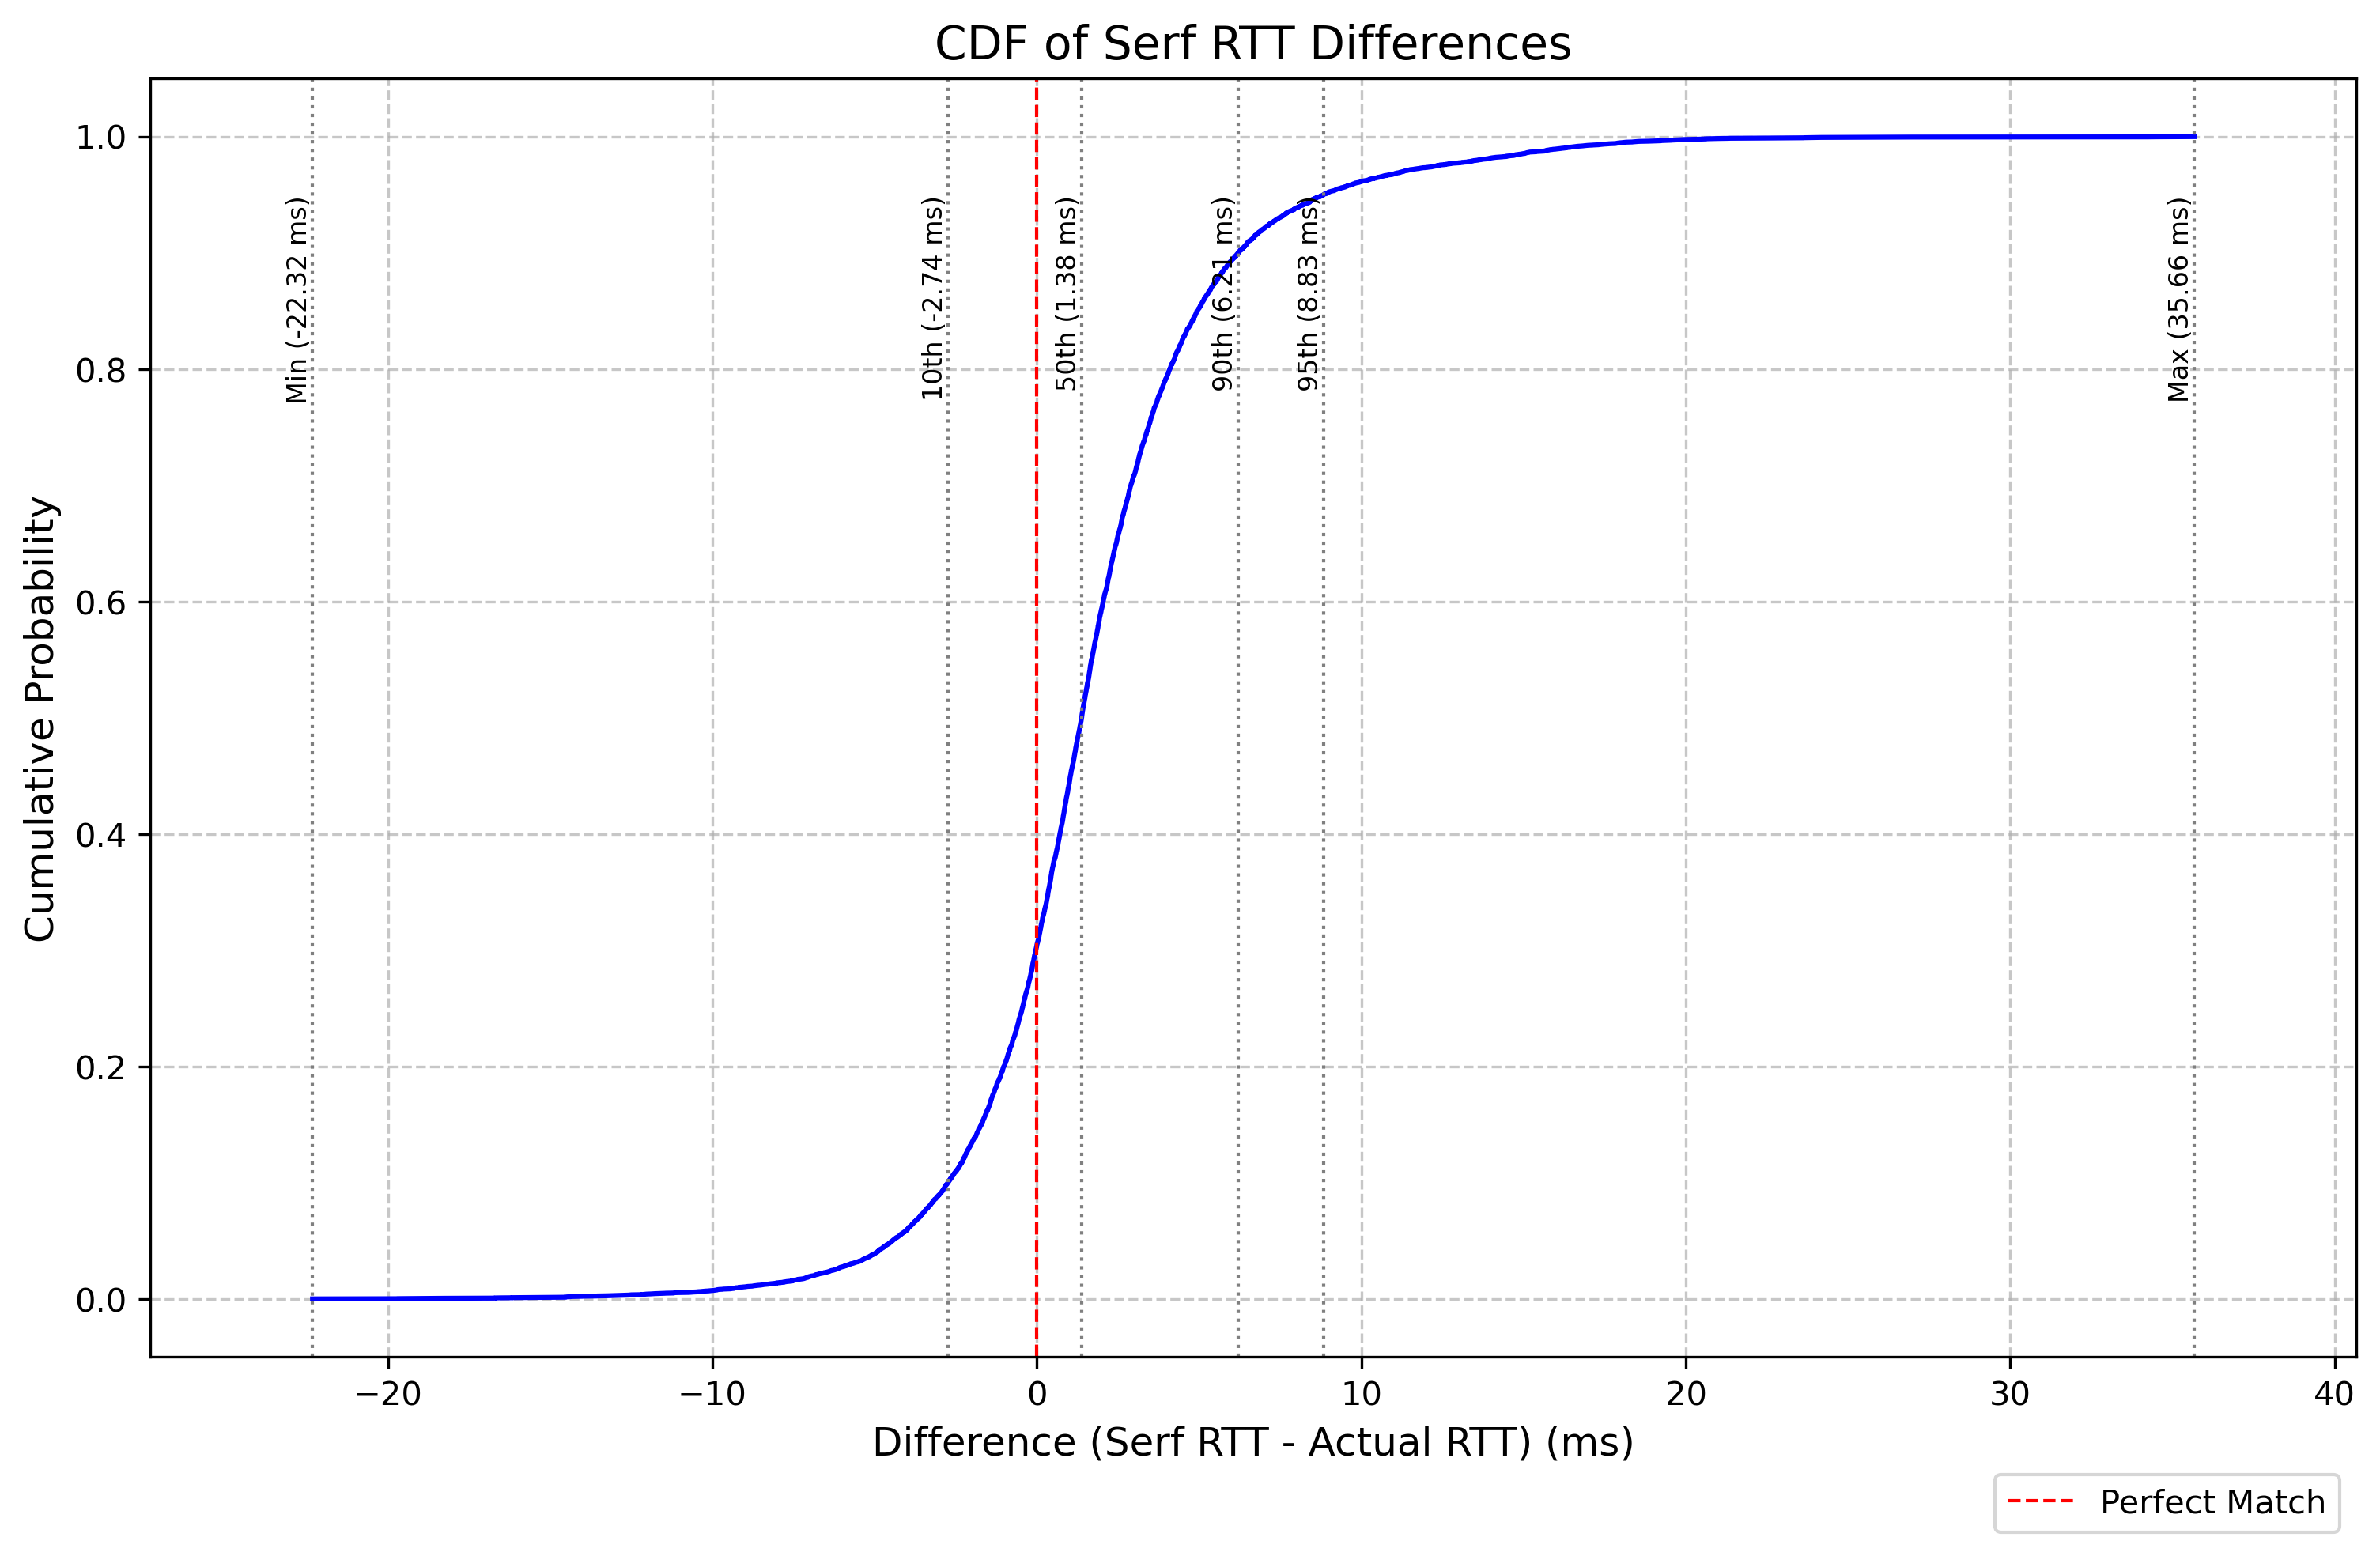 CDF of Serf RTT Differences
Cumulative Probability
1.0
0.8
0.6
0.4
0.2
0.0
Min (-22.32 ms)
10th (-2.74 ms)
50th (1.38 ms)
90th (6.21 ms)
95th (8.83 ms)
Max (35.66 ms)
−20
−10
0
10
20
30
40
Difference (Serf RTT - Actual RTT) (ms)
Perfect Match